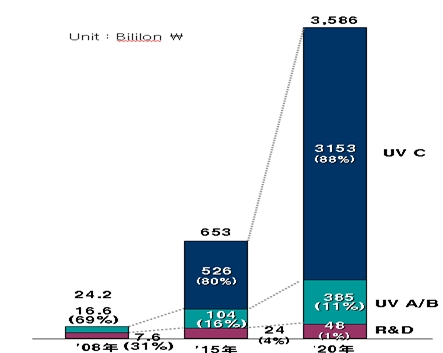 Unit : Bililon ₩
3,586
3153
(88%)
UV C
653
526
(80%)
24.2
16.6
(69%)
104
(16%)
385
(11%)
UV A/B
7.6
(31%)
24
(4%)
48
(1%)
R&D
'08年
'15年
'20年